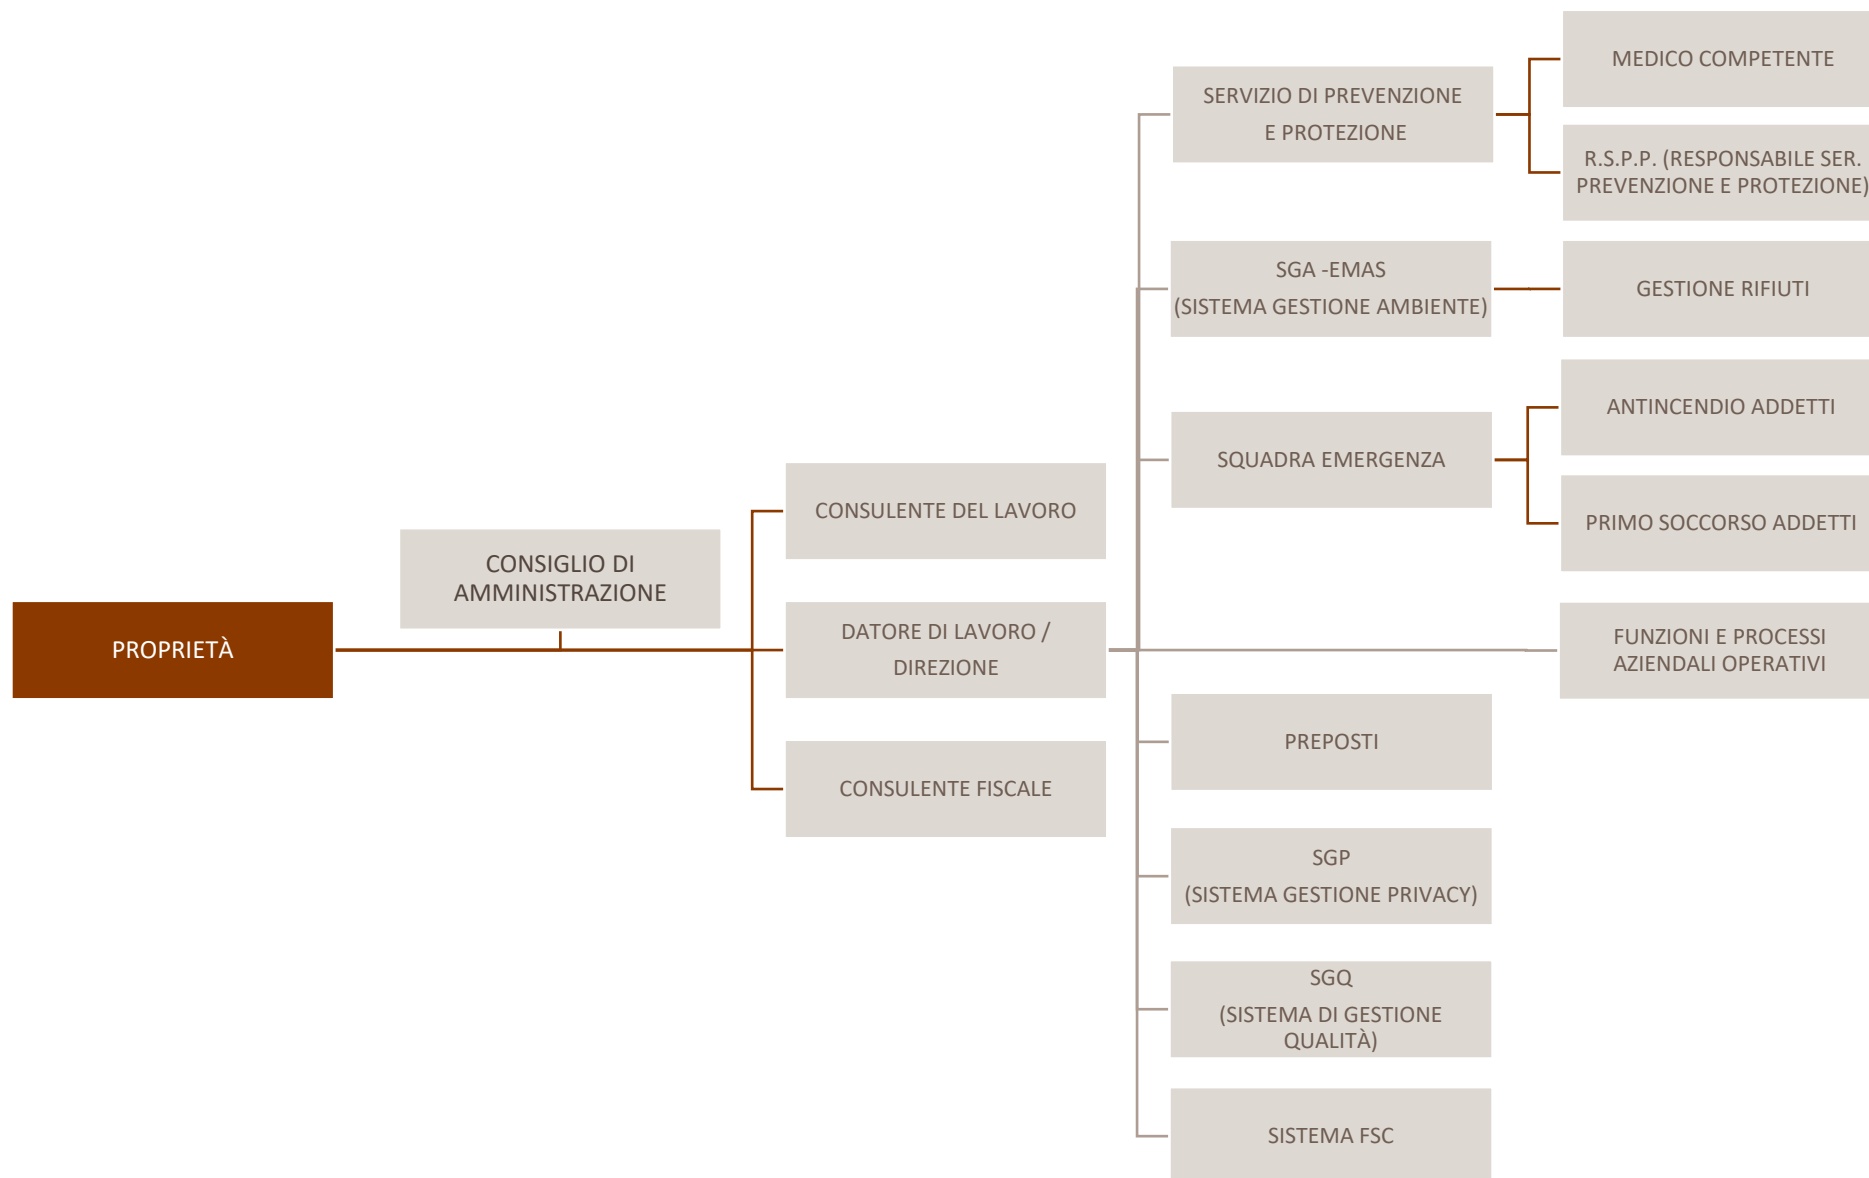 PROPRIETÀ
CONSIGLIO DI
AMMINISTRAZIONE
CONSULENTE DEL LAVORO
DATORE DI LAVORO /
DIREZIONE
CONSULENTE FISCALE
SERVIZIO DI PREVENZIONE
E PROTEZIONE
MEDICO COMPETENTE
R.S.P.P. (RESPONSABILE SER.
PREVENZIONE E PROTEZIONE)
SGA -EMAS
(SISTEMA GESTIONE AMBIENTE)
GESTIONE RIFIUTI
SQUADRA EMERGENZA
ANTINCENDIO ADDETTI
PRIMO SOCCORSO ADDETTI
FUNZIONI E PROCESSI
AZIENDALI OPERATIVI
PREPOSTI
SGP
(SISTEMA GESTIONE PRIVACY)
SGQ
(SISTEMA DI GESTIONE
QUALITÀ)
SISTEMA FSC